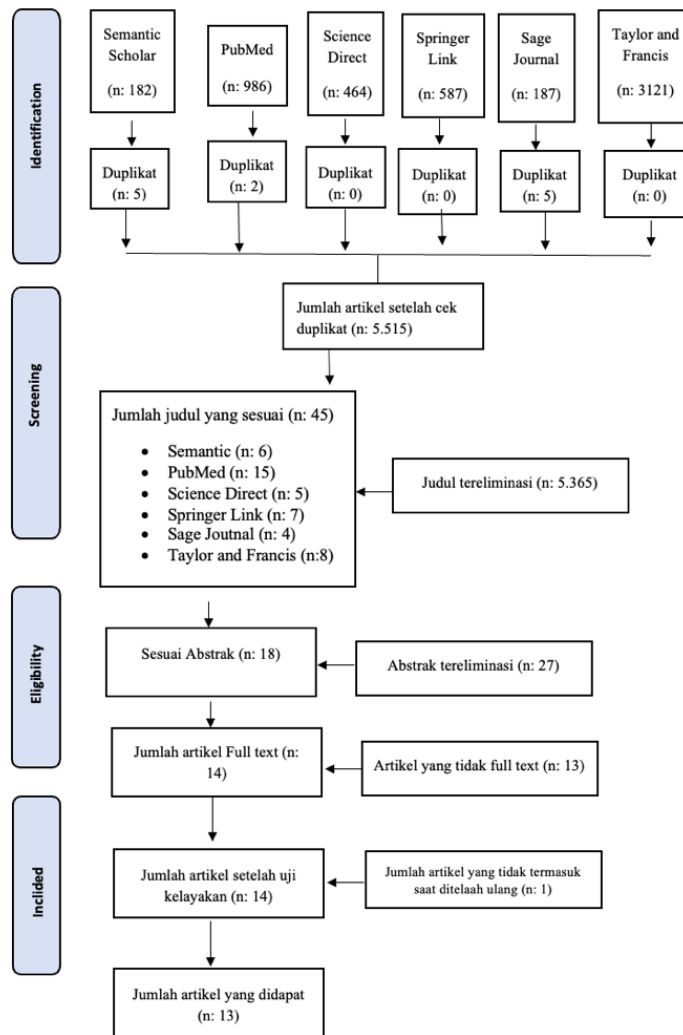 Identification
Semantic
Scholar
(n: 182)
PubMed
(n: 986)
Science
Direct
(n: 464)
Springer
Link
(n: 587)
Sage
Journal
(n: 187)
Taylor and
Francis
(n: 3121)
Duplikat
(n: 5)
Duplikat
(n: 2)
Duplikat
(n: 0)
Duplikat
(n: 0)
Duplikat
(n: 5)
Duplikat
(n: 0)
Screening
Jumlah artikel setelah cek
duplikat (n: 5.515)
Jumlah judul yang sesuai (n: 45)
• Semantic (n: 6)
• PubMed (n: 15)
• Science Direct (n: 5)
• Springer Link (n: 7)
• Sage Joutnal (n: 4)
• Taylor and Francis (n:8)
Judul tereliminasi (n: 5.365)
Eligibility
Sesuai Abstrak (n: 18)
Abstrak tereliminasi (n: 27)
Jumlah artikel Full text (n:
14)
Artikel yang tidak full text (n: 13)
Inclided
Jumlah artikel setelah uji
kelayakan (n: 14)
Jumlah artikel yang tidak termasuk
saat ditelaah ulang (n: 1)
Jumlah artikel yang didapat
(n: 13)